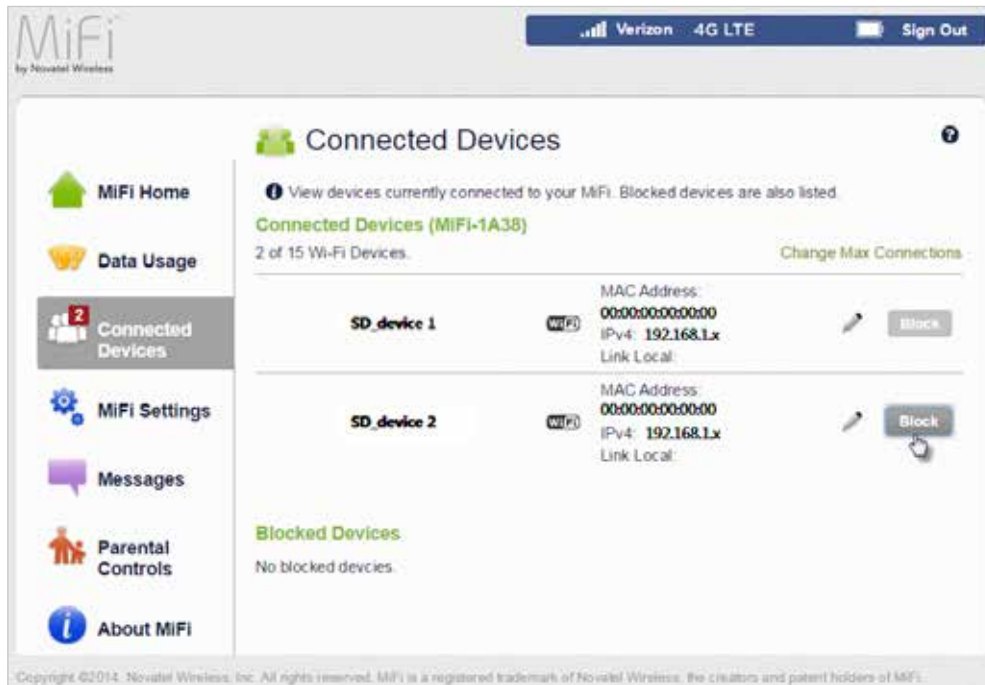 MiFi
by Novatel Wireless
Verizon 4G LTE Sign Out
Connected Devices
MiFi Home
View devices currently connected to your MiFi. Blocked devices are also listed.
Connected Devices (MiFi-1A38)
2 of 15 Wi-Fi Devices.
Change Max Connections
Data Usage
2
Connected
Devices
SD_device 1
WiFi
MAC Address:
00:00:00:00:00:00
IPv4: 192.168.1.x
Link Local:
Block
MiFi Settings
SD_device 2
WiFi
MAC Address:
00:00:00:00:00:00
IPv4: 192.168.1.x
Link Local:
Block
Messages
Blocked Devices
No blocked devcies.
Parental
Controls
About MiFi
Copyright ©2014. Novatel Wireless, Inc. All rights reserved. MiFi is a registered trademark of Novatel Wireless, the creators and patent holders of MiFi.